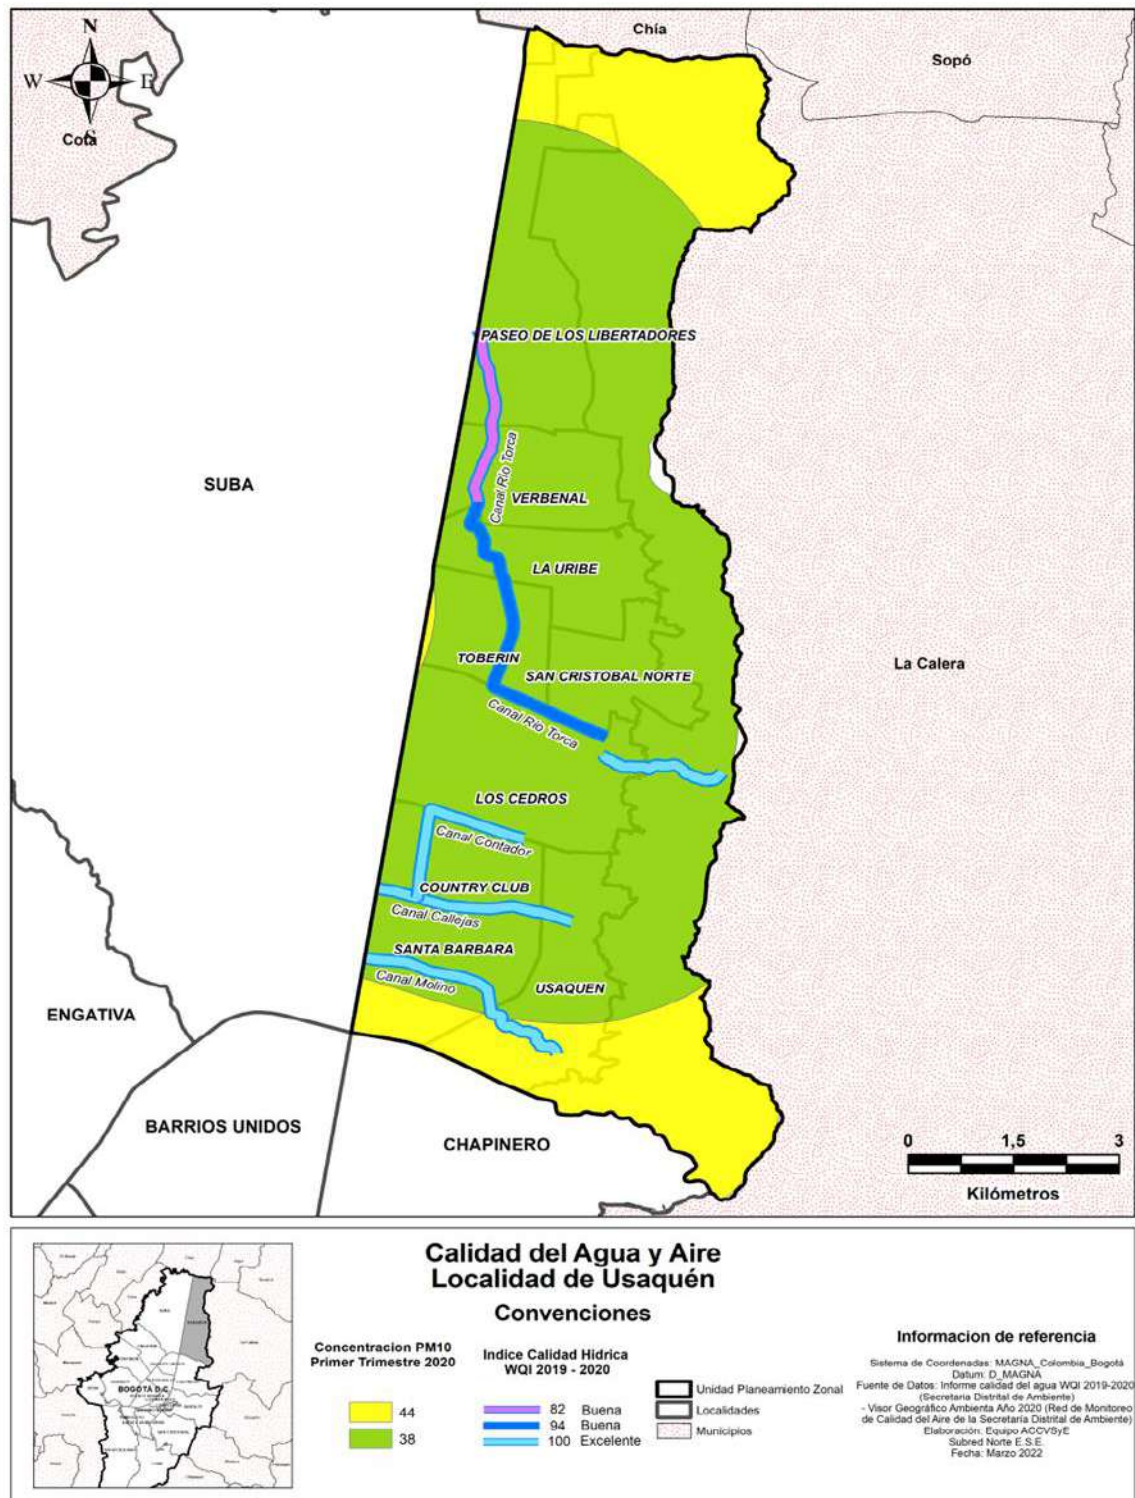 Chía
Sopó
N
W
E
S
Cota
PASEO DE LOS LIBERTADORES
Canal Río Torca
SUBA
VERBENAL
LA URIBE
TOBERIN
SAN CRISTOBAL NORTE
La Calera
Canal Río Torca
LOS CEDROS
Canal Contador
COUNTRY CLUB
Canal Callejas
SANTA BARBARA
Canal Molino
USAQUEN
ENGATIVA
BARRIOS UNIDOS
CHAPINERO
0 1,5 3
Kilómetros
Calidad del Agua y Aire
Localidad de Usaquén
Convenciones
Concentracion PM10
Primer Trimestre 2020
44
38
Indice Calidad Hidrica
WQI 2019 - 2020
82 Buena
94 Buena
100 Excelente
Unidad Planeamiento Zonal
Localidades
Municipios
Informacion de referencia
Sistema de Coordenadas: MAGNA_Colombia_Bogotá
Datum: D_MAGNA
Fuente de Datos: Informe calidad del agua WQI 2019-2020
(Secretaria Distrital de Ambiente)
- Visor Geográfico Ambienta Año 2020 (Red de Monitoreo
de Calidad del Aire de la Secretaría Distrital de Ambiente)
Elaboración: Equipo ACCVSyE
Subred Norte E.S.E.
Fecha: Marzo 2022
BOGOTÁ D.C.